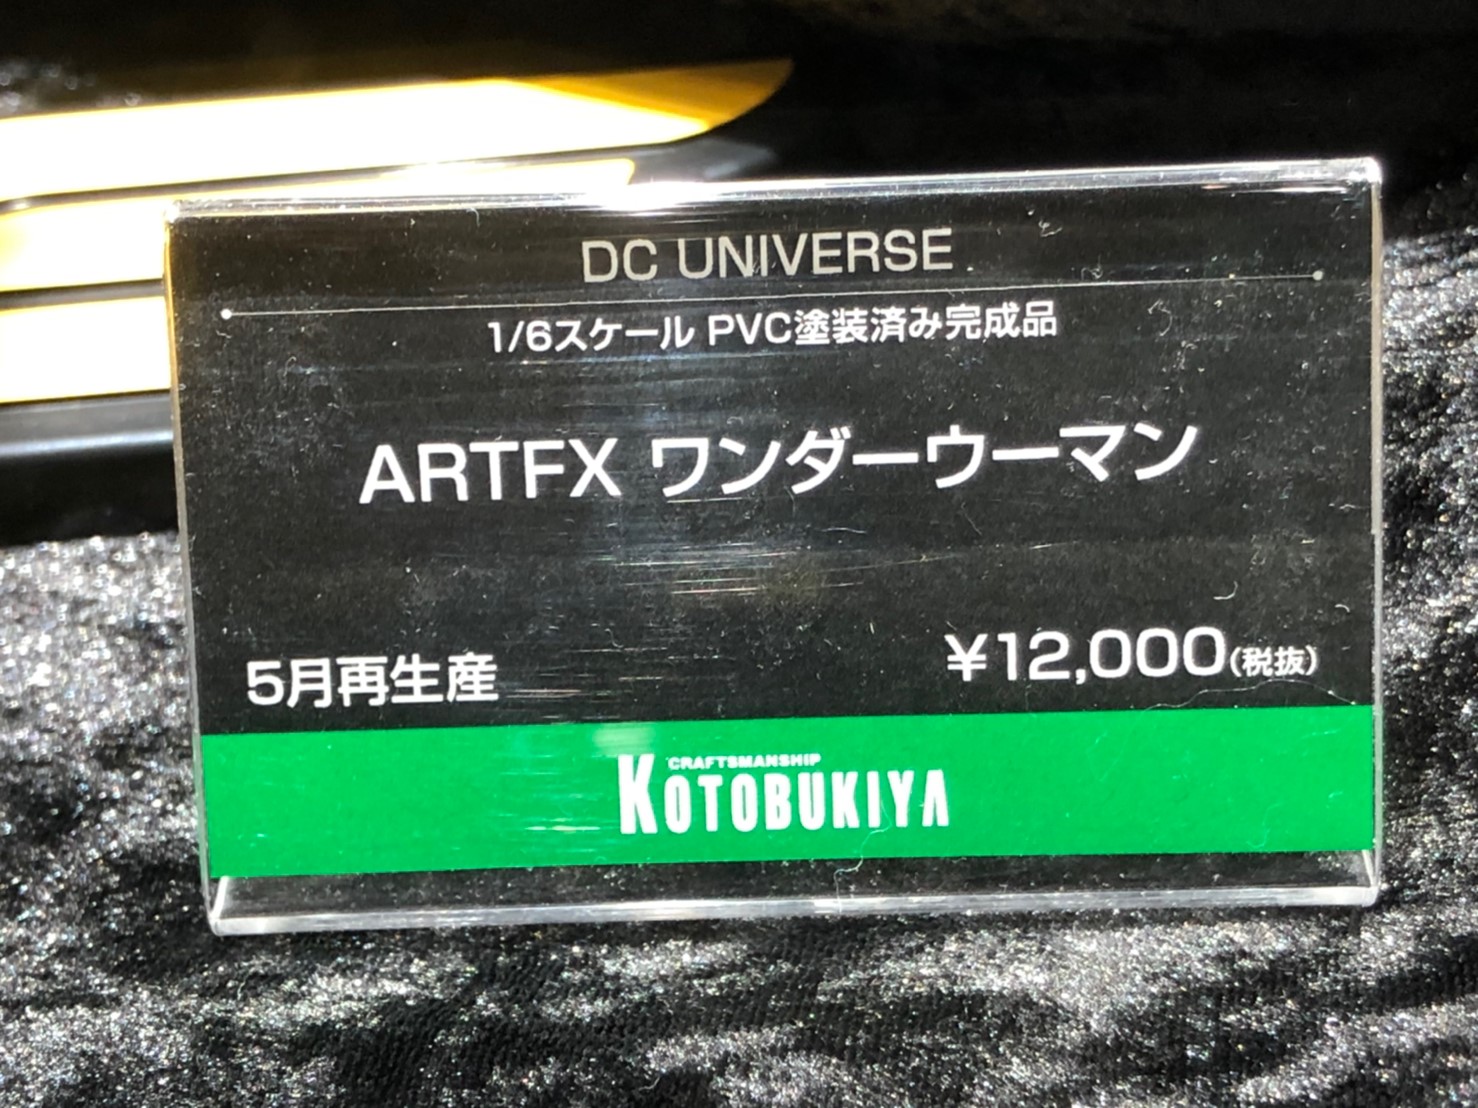 DC UNIVERSE
1/6スケール PVC塗装済み完成品
ARTFX ワンダーウーマン
5月再生産
¥12,000(税抜)
CRAFTSMANSHIP
KOTOBUKIYA